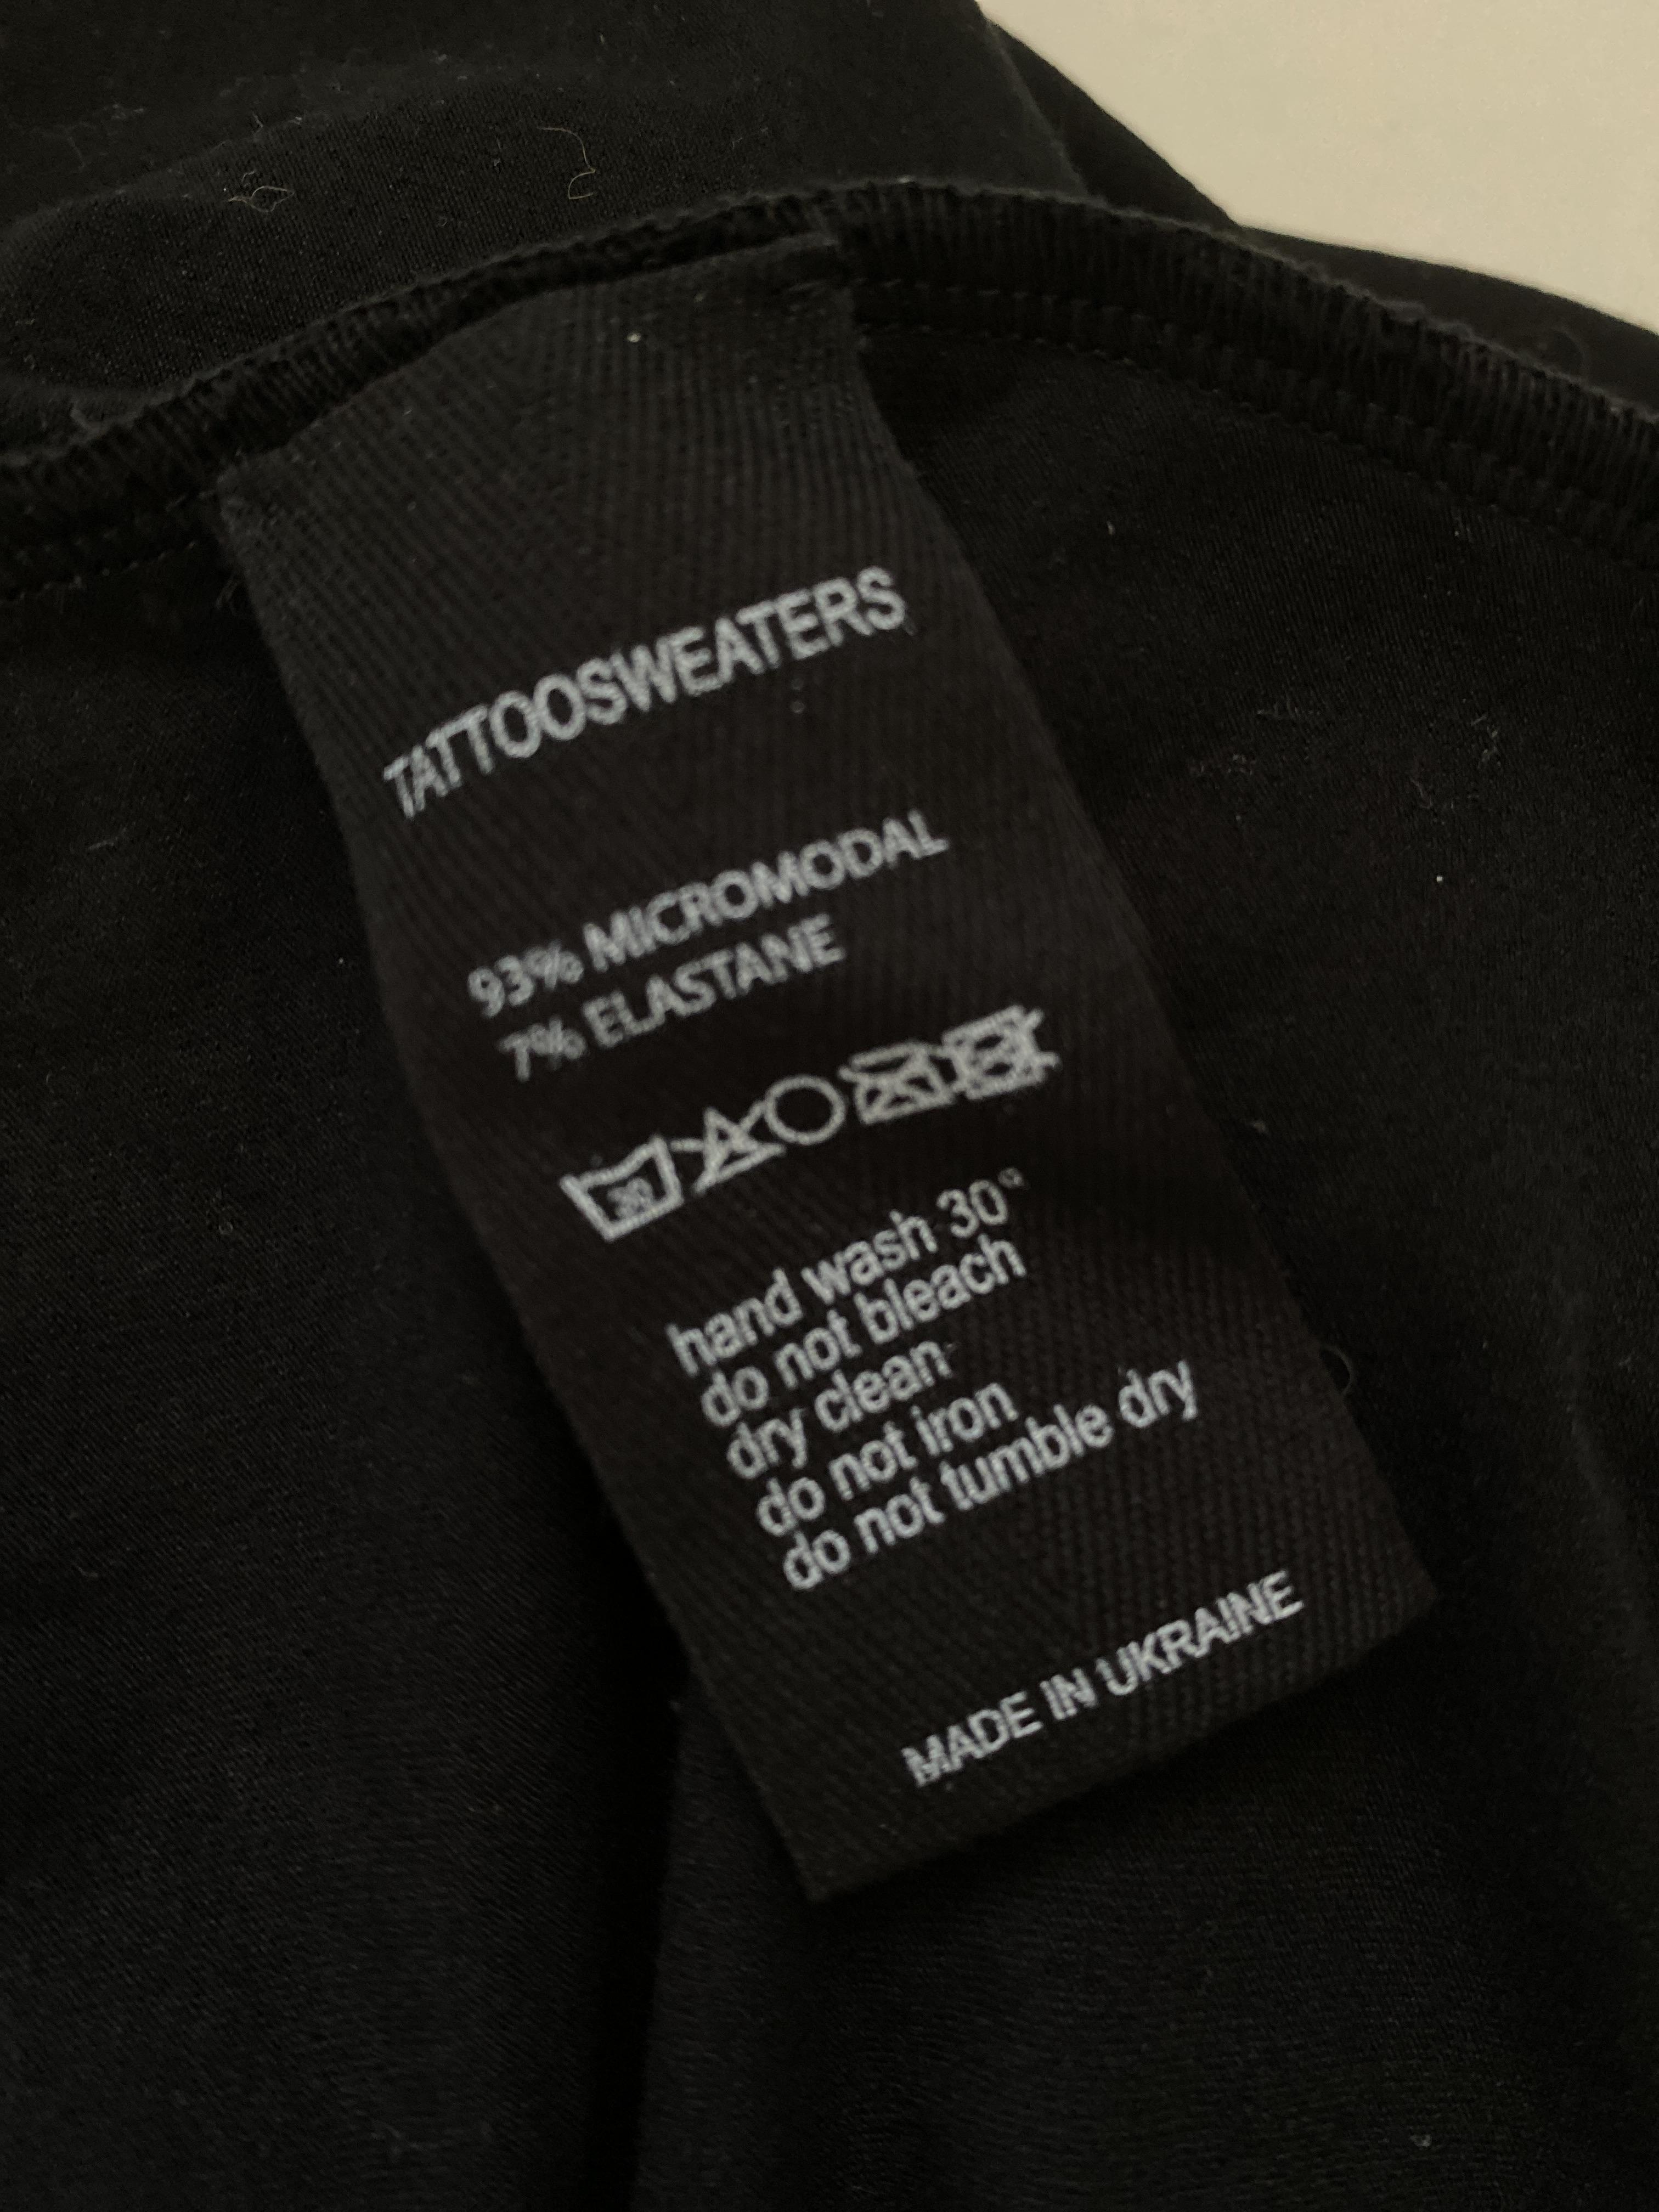 TATTOOSWEATERS
93% MICROMODAL
7% ELASTANE
30
hand wash 30°
do not bleach
dry clean
do not iron
do not tumble dry
MADE IN UKRAINE